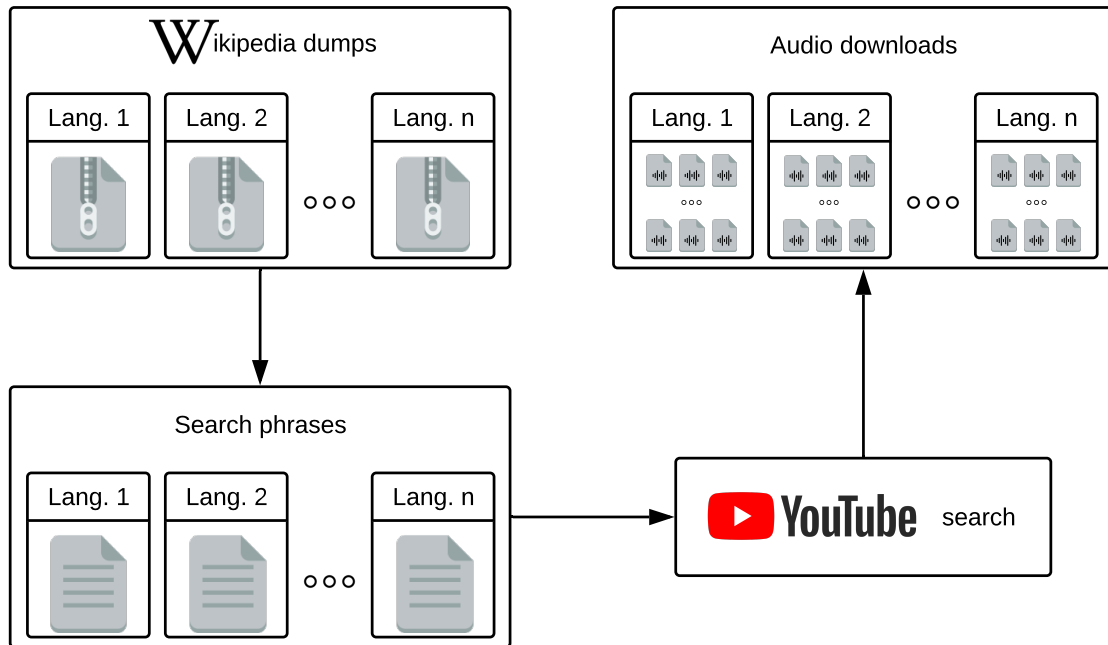 Wikipedia dumps
Lang. 1
Lang. 2
Lang. n
Audio downloads
Lang. 1
Lang. 2
Lang. n
Search phrases
Lang. 1
Lang. 2
Lang. n
YouTube search